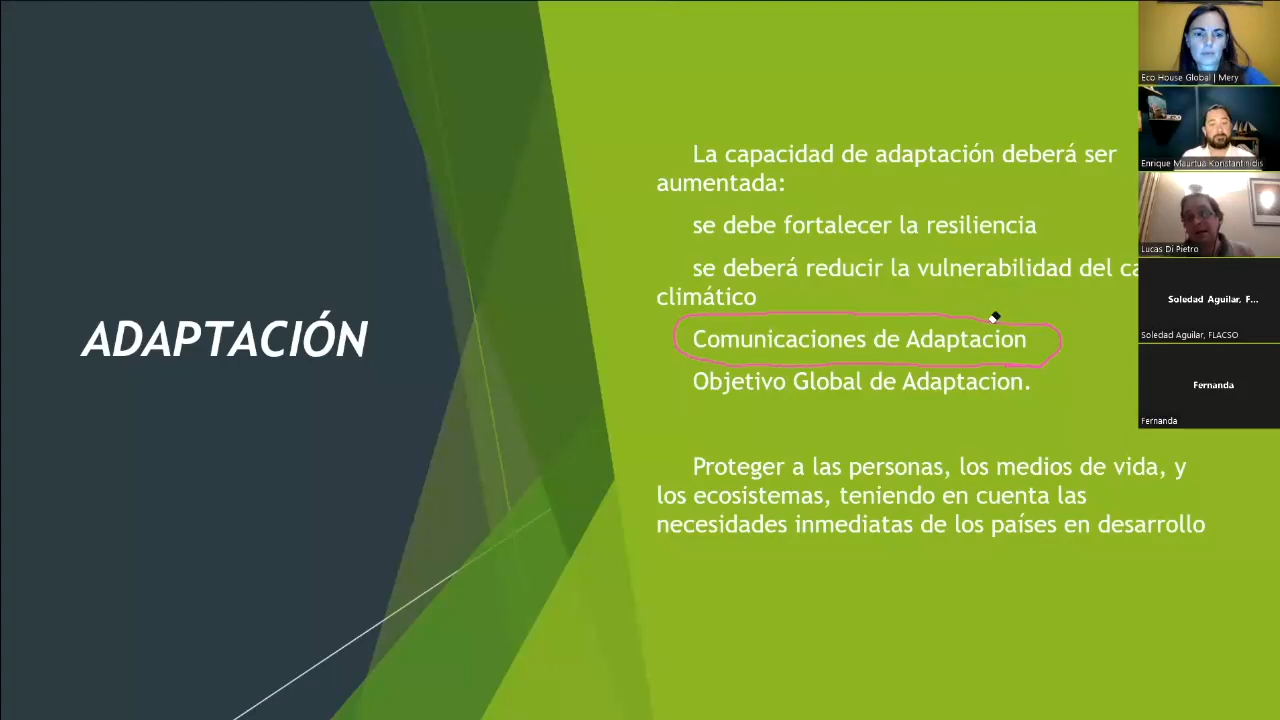 ADAPTACIÓN
La capacidad de adaptación deberá ser
aumentada:
se debe fortalecer la resiliencia
se deberá reducir la vulnerabilidad del ca
climático
Comunicaciones de Adaptacion
Objetivo Global de Adaptacion.
Proteger a las personas, los medios de vida, y
los ecosistemas, teniendo en cuenta las
necesidades inmediatas de los países en desarrollo
Eco House Global | Mery
Enrique Maurtua Konstantinidis
Lucas Di Pietro
Soledad Aguilar, F...
Soledad Aguilar, FLACSO
Fernanda
Fernanda